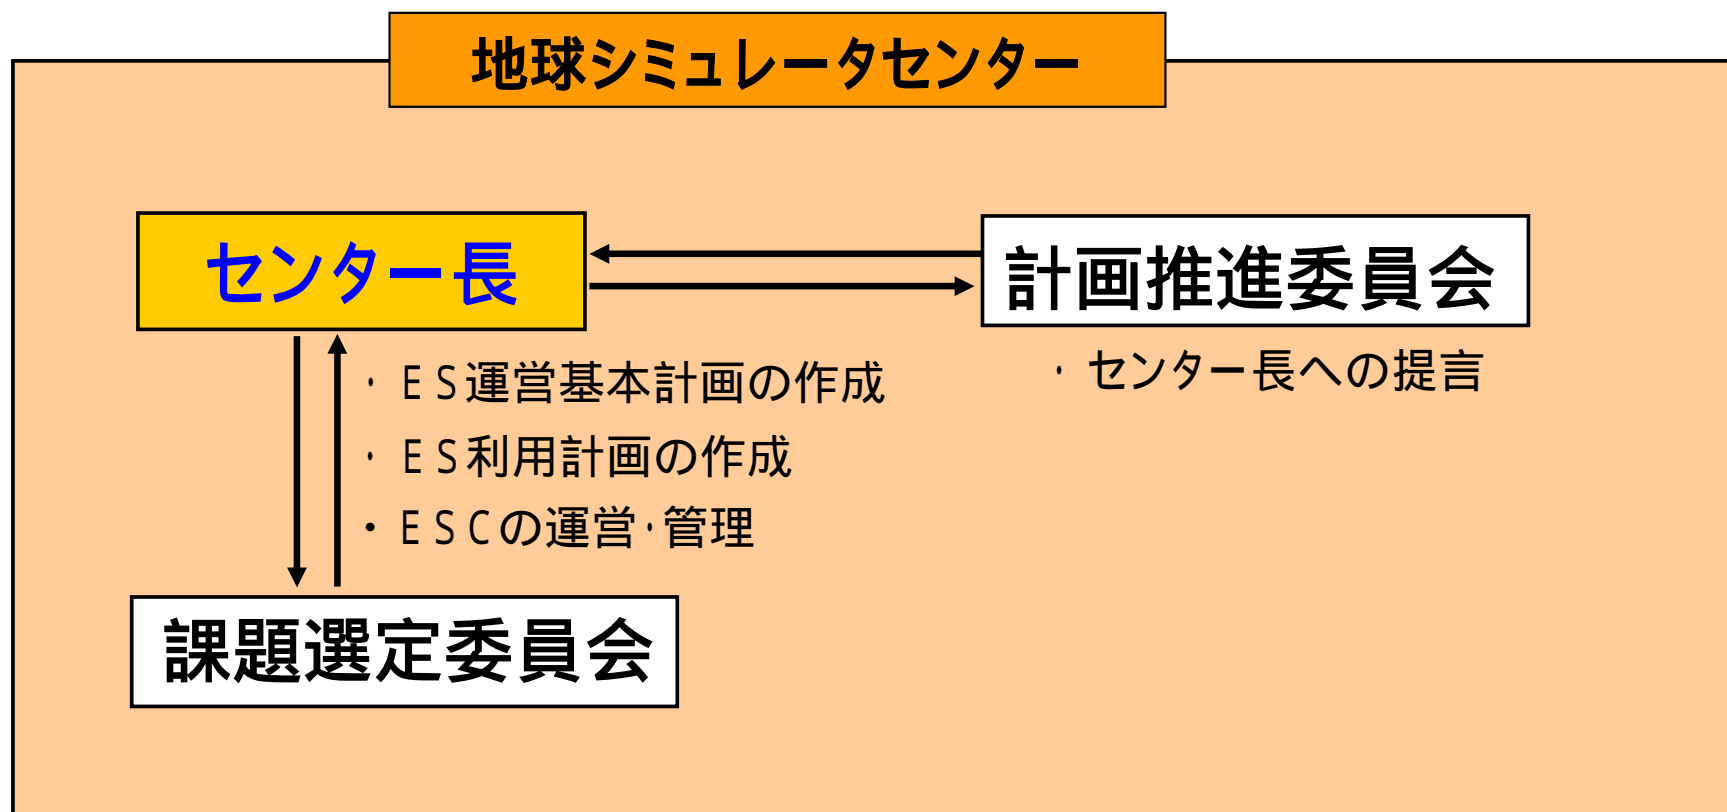 地球シミュレータセンター
センター長
計画推進委員会
・ES運営基本計画の作成
・ES利用計画の作成
・ESCの運営・管理
・センター長への提言
課題選定委員会